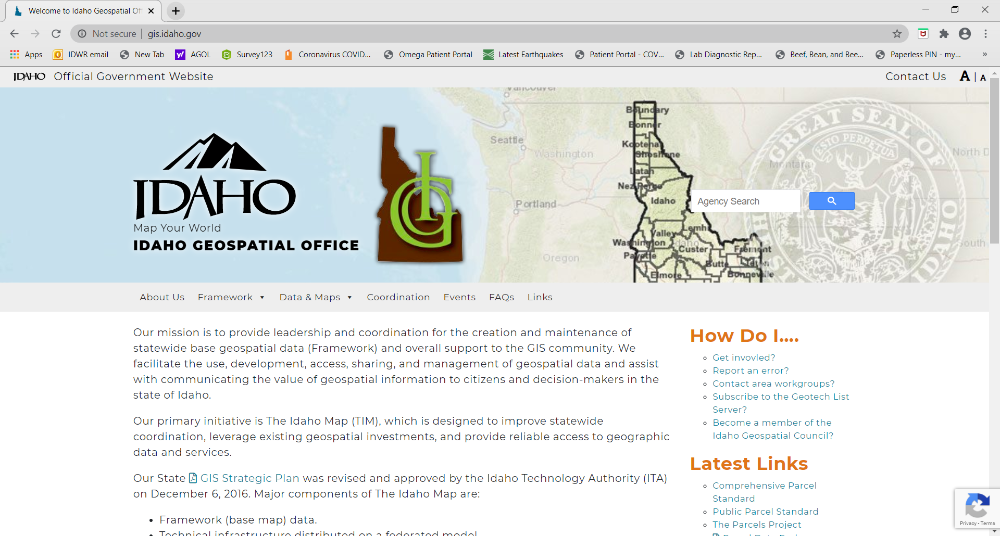 Welcome to Idaho Geospatial Of
Not secure | gis.idaho.gov
Apps IDWR email New Tab AGOL Survey123 Coronavirus COVID... Omega Patient Portal Latest Earthquakes Patient Portal - COV... Lab Diagnostic Rep... Beef, Bean, and Bee... Paperless PIN - my... »
IDAHO Official Government Website Contact Us A | A
Vancouver
Seattle
Washington
Portland
Oregon
Montana
North D
South
Idaho
Boundary
Bonner
Kootenai
Shoshone
Latah
Nez Perce
Idaho
Lemhi
Valley
Washington
Custer
Fremont
Payette
Butte
Teton
Elmore
Bonneville
GREAT SEAL OF
IDAHO
ESTO PERPETUA
IDAHO
Map Your World
IDAHO GEOSPATIAL OFFICE
IGO
Agency Search
About Us Framework Data & Maps Coordination Events FAQs Links
Our mission is to provide leadership and coordination for the creation and maintenance of
statewide base geospatial data (Framework) and overall support to the GIS community. We
facilitate the use, development, access, sharing, and management of geospatial data and assist
with communicating the value of geospatial information to citizens and decision-makers in the
state of Idaho.
Our primary initiative is The Idaho Map (TIM), which is designed to improve statewide
coordination, leverage existing geospatial investments, and provide reliable access to geographic
data and services.
Our State GIS Strategic Plan was revised and approved by the Idaho Technology Authority (ITA)
on December 6, 2016. Major components of The Idaho Map are:
• Framework (base map) data.
• Technical infrastructure distributed on a federated model
How Do I....
Get invovled?
Report an error?
Contact area workgroups?
Subscribe to the Geotech List
Server?
Become a member of the
Idaho Geospatial Council?
Latest Links
Comprehensive Parcel
Standard
Public Parcel Standard
The Parcels Project
Privacy - Terms